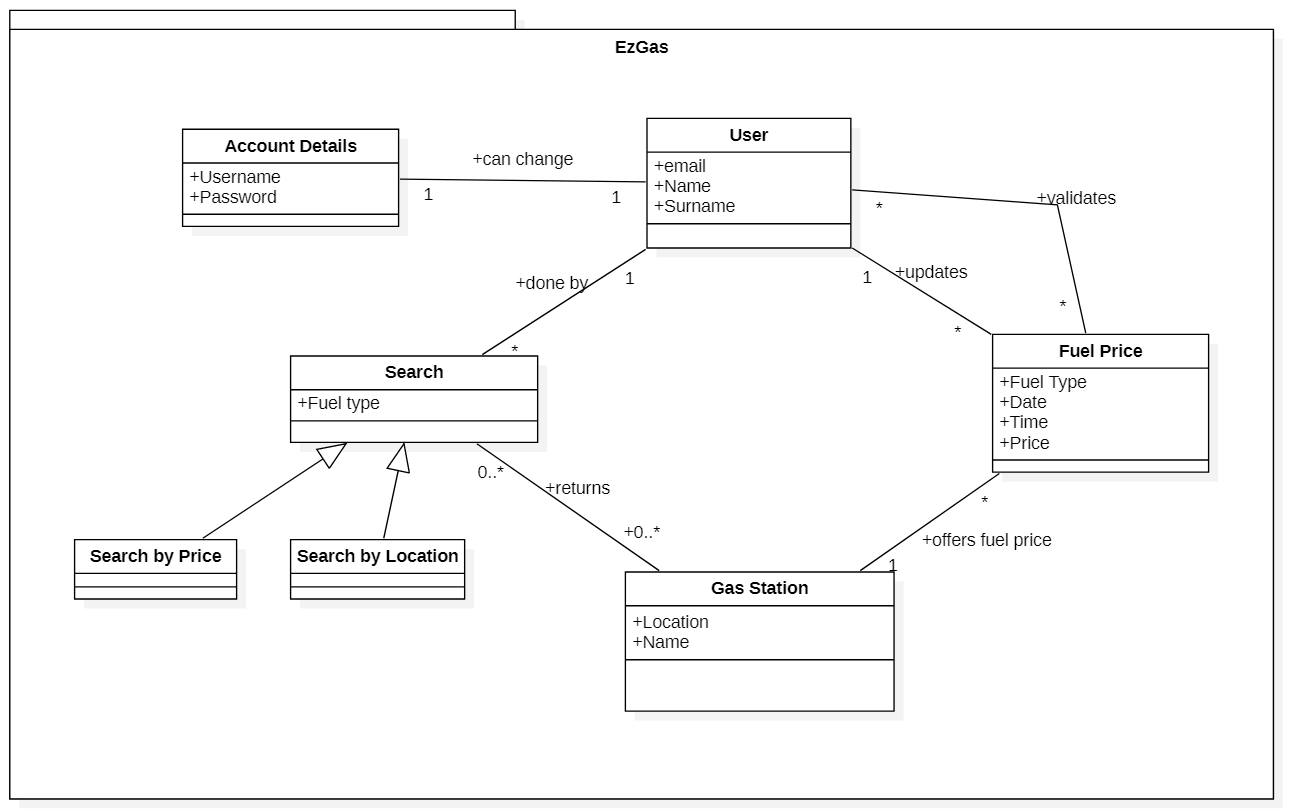 EzGas
Account Details
+Username
+Password
+can change
1
1
User
+email
+Name
+Surname
+validates
*
*
+done by
1
*
+updates
1
*
Search
+Fuel type
Fuel Price
+Fuel Type
+Date
+Time
+Price
0..*
+returns
+0..*
*
+offers fuel price
1
Search by Price
Search by Location
Gas Station
+Location
+Name